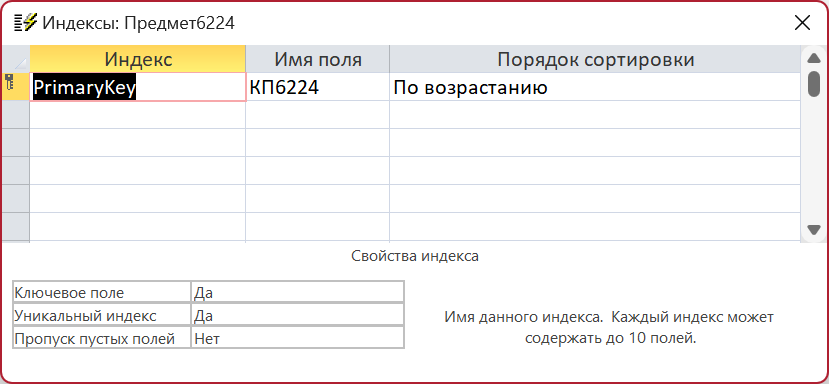 Индексы: Предмет6224
Индекс Имя поля Порядок сортировки
PrimaryKey КП6224 По возрастанию
Свойства индекса
Ключевое поле Да
Уникальный индекс Да
Пропуск пустых полей Нет
Имя данного индекса. Каждый индекс может
содержать до 10 полей.